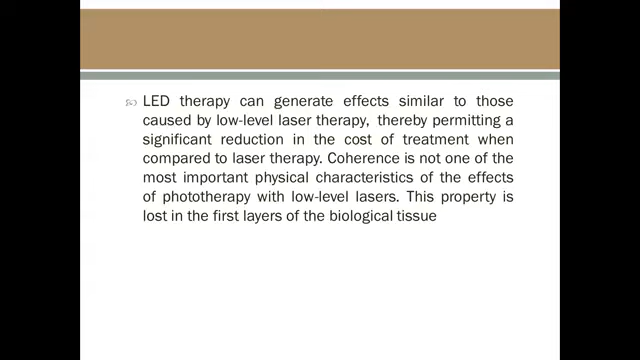 LED therapy can generate effects similar to those
caused by low-level laser therapy, thereby permitting a
significant reduction in the cost of treatment when
compared to laser therapy. Coherence is not one of the
most important physical characteristics of the effects
of phototherapy with low-level lasers. This property is
lost in the first layers of the biological tissue